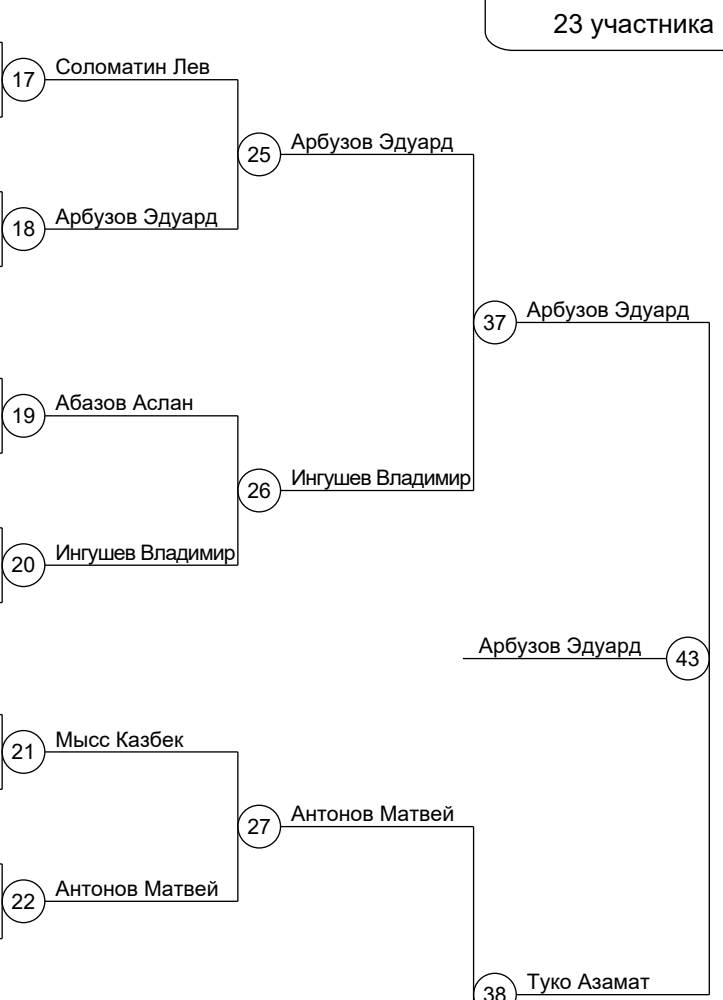 23 участника
17 Соломатин Лев
25 Арбузов Эдуард
18 Арбузов Эдуард
37 Арбузов Эдуард
19 Абазов Аслан
26 Ингушев Владимир
20 Ингушев Владимир
Арбузов Эдуард 43
21 Мысс Казбек
27 Антонов Матвей
22 Антонов Матвей
38 Туко Азамат